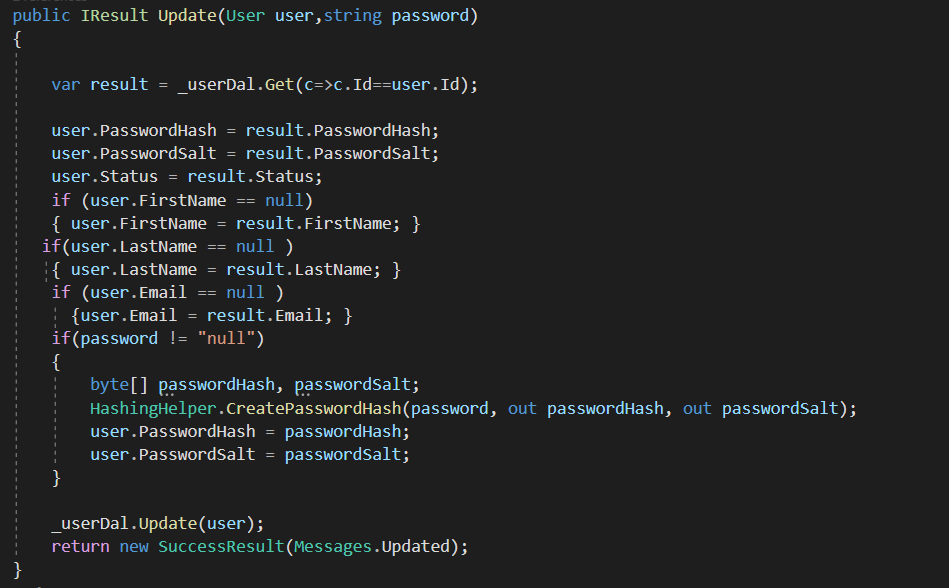 public IResult Update(User user,string password)
{
var result = _userDal.Get(c=>c.Id==user.Id);
user.PasswordHash = result.PasswordHash;
user.PasswordSalt = result.PasswordSalt;
user.Status = result.Status;
if (user.FirstName == null)
{ user.FirstName = result.FirstName; }
if(user.LastName == null )
{ user.LastName = result.LastName; }
if (user.Email == null )
{user.Email = result.Email; }
if(password != "null")
{
byte[] passwordHash, passwordSalt;
HashingHelper.CreatePasswordHash(password, out passwordHash, out passwordSalt);
user.PasswordHash = passwordHash;
user.PasswordSalt = passwordSalt;
}
_userDal.Update(user);
return new SuccessResult(Messages.Updated);
}